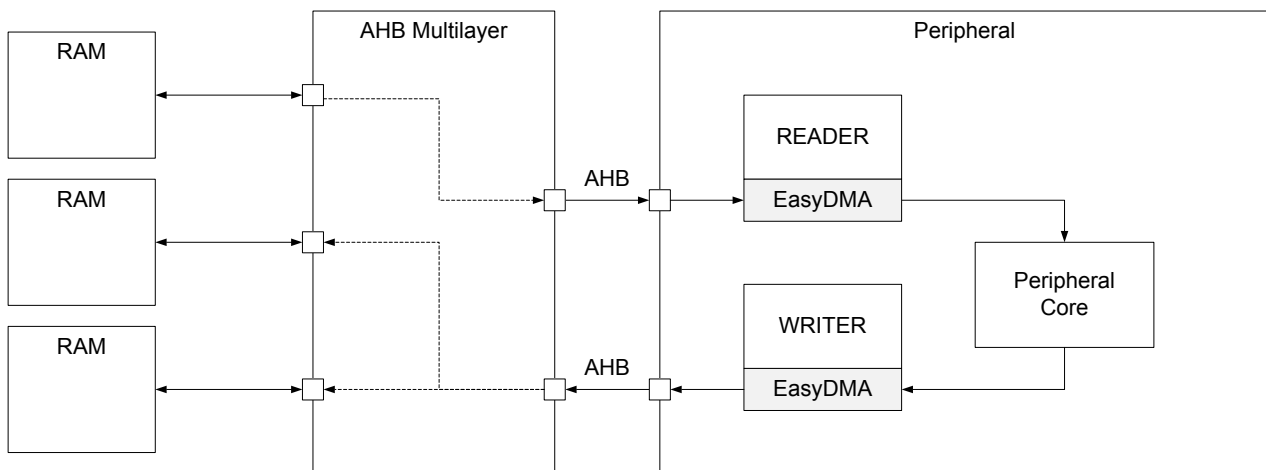 AHB Multilayer
Peripheral
RAM
READER
EasyDMA
AHB
RAM
Peripheral
Core
WRITER
EasyDMA
AHB
RAM